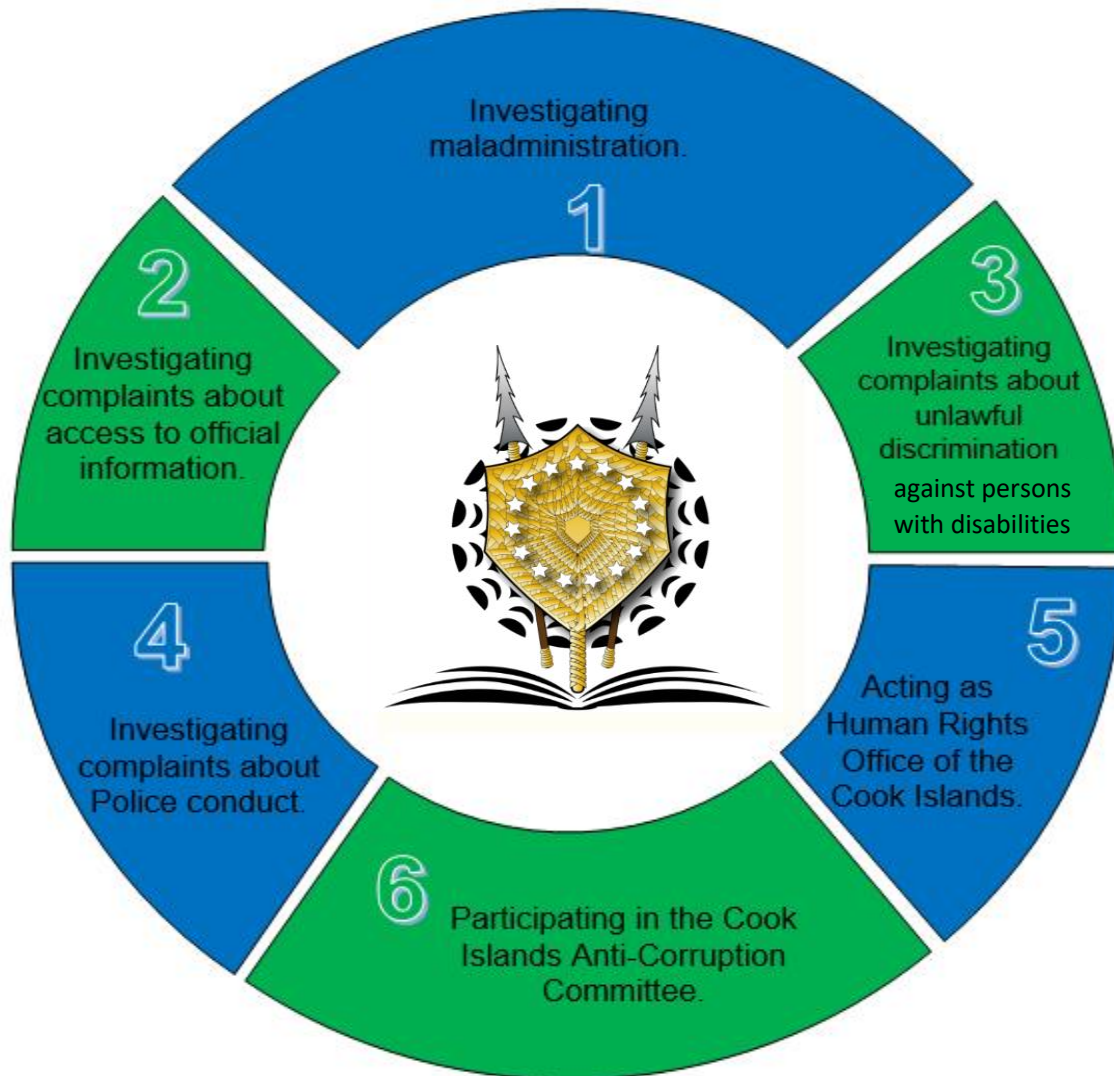 Investigating
maladministration.
1
2
Investigating
complaints about
access to official
information.
3
Investigating
complaints about
unlawful
discrimination
against persons
with disabilities
4
Investigating
complaints about
Police conduct.
5
Acting as
Human Rights
Office of the
Cook Islands.
6
Participating in the Cook
Islands Anti-Corruption
Committee.